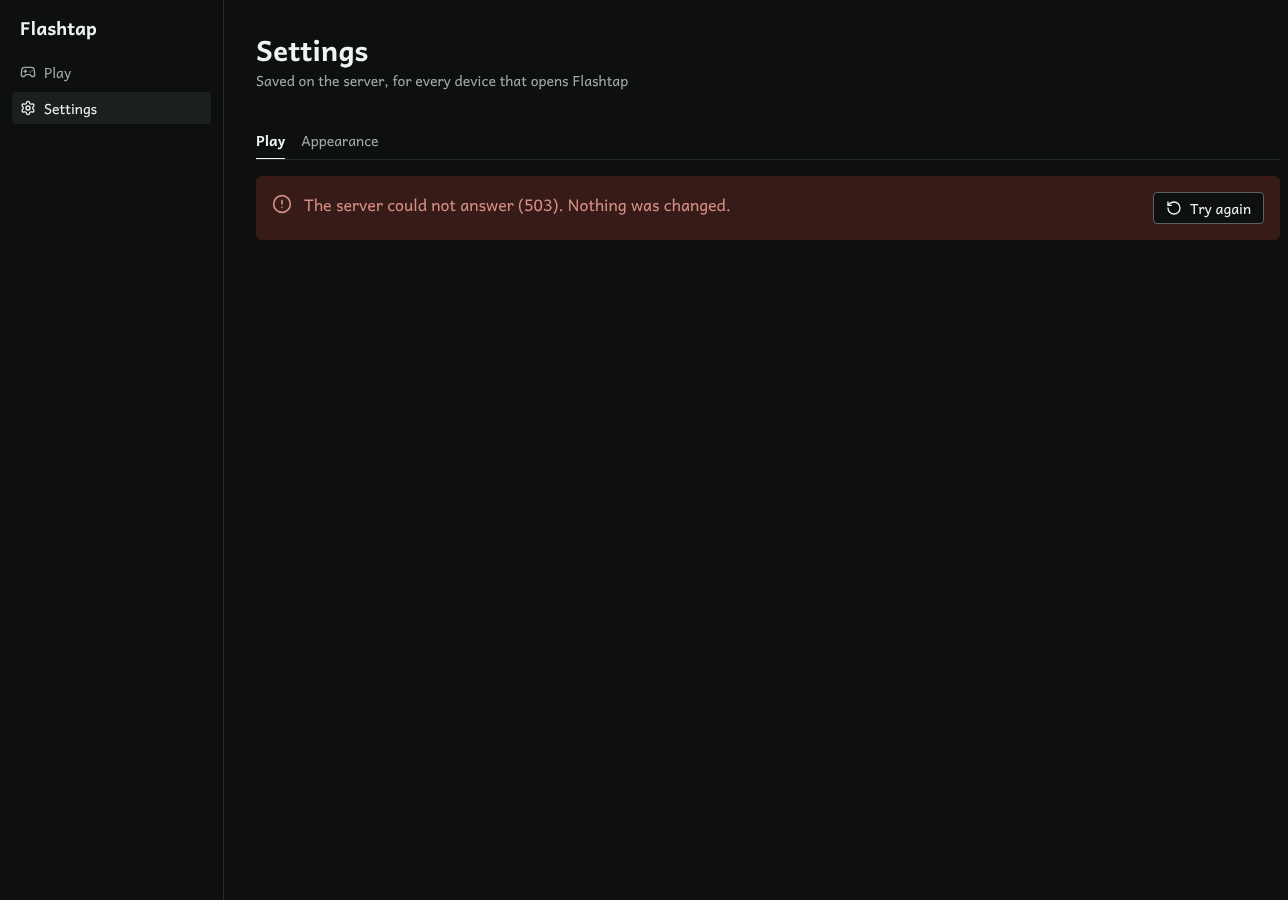 Flashtap
Play
Settings
Settings
Saved on the server, for every device that opens Flashtap
Play
Appearance
The server could not answer (503). Nothing was changed.
Try again